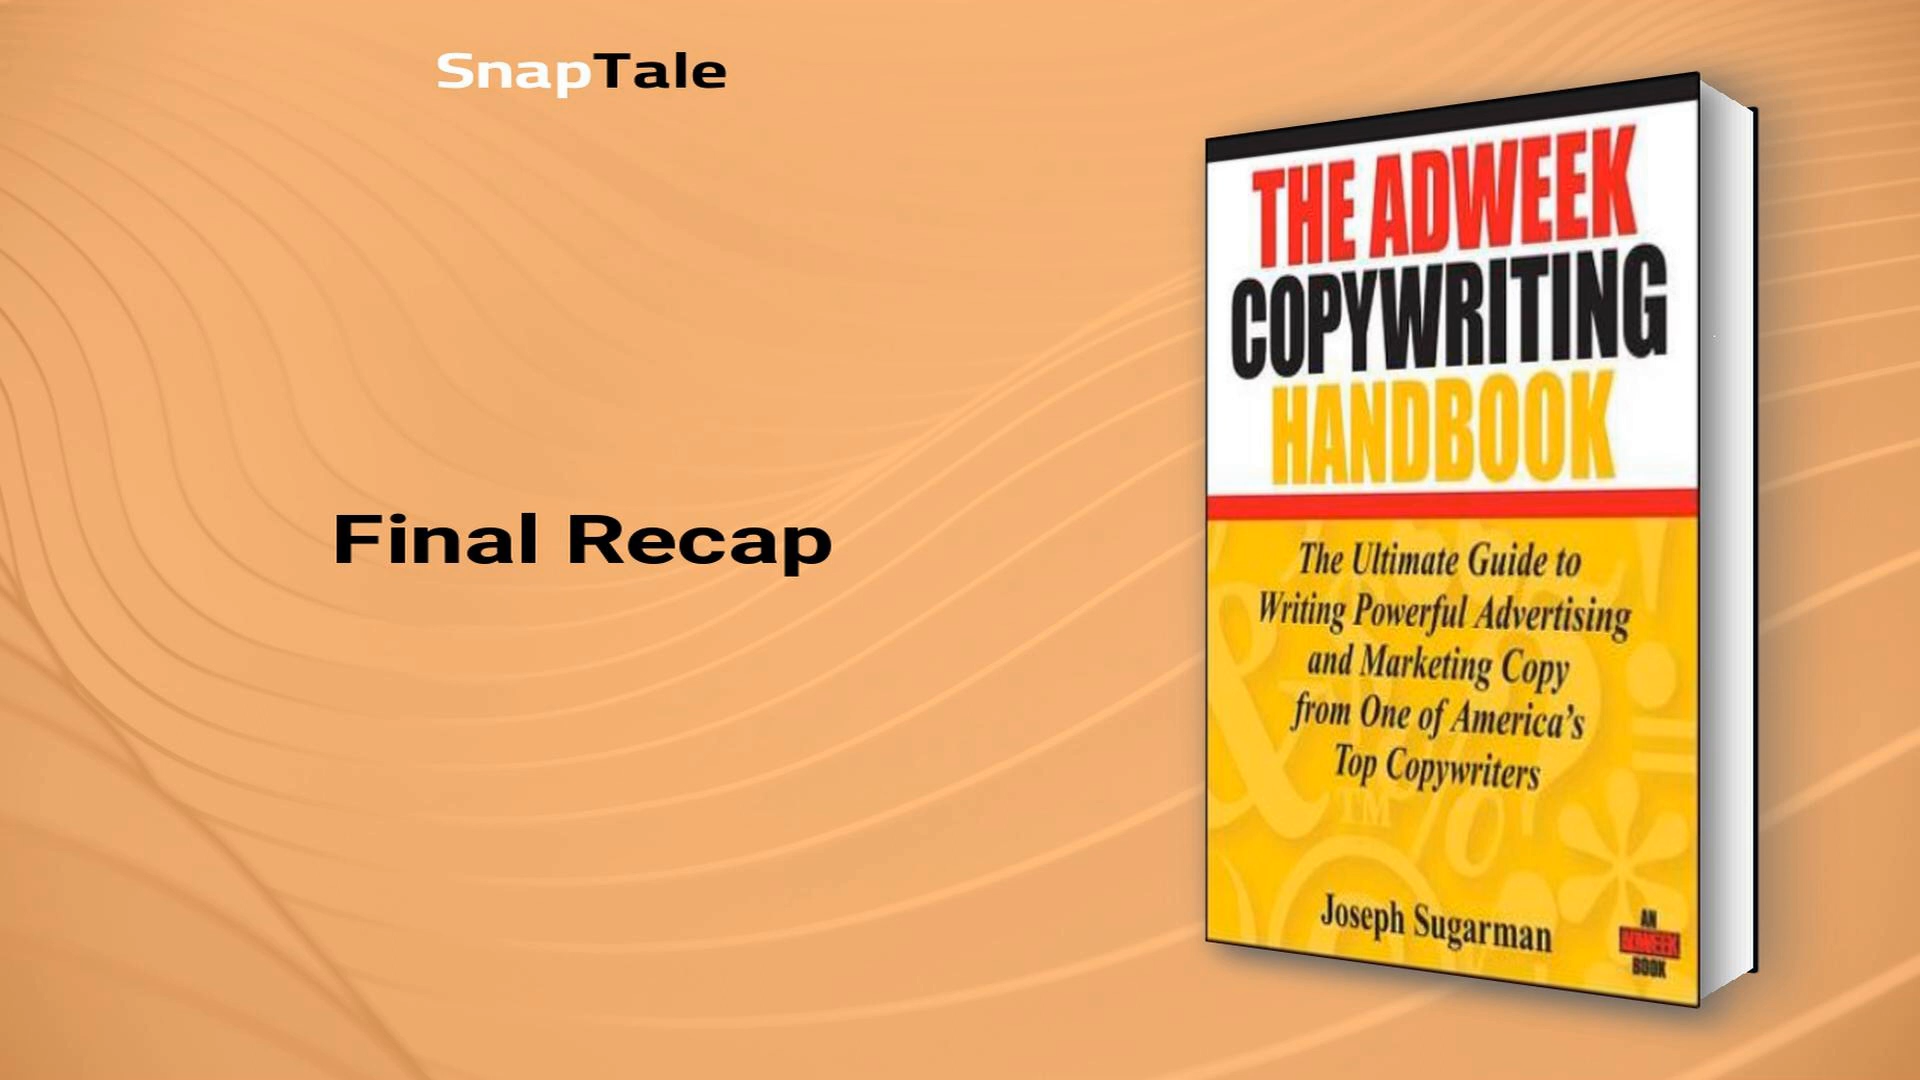 SnapTale
Final Recap
THE ADWEEK
COPYWRITING
HANDBOOK
The Ultimate Guide to
Writing Powerful Advertising
and Marketing Copy
from One of America's
Top Copywriters
TM
Joseph Sugarman
AN
ADWEEK
BOOK